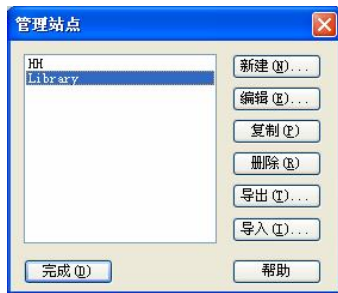 管理站点
HH
Library
新建(N)...
编辑(E)...
复制(P)
删除(R)
导出(T)...
导入(I)...
完成(D)
帮助